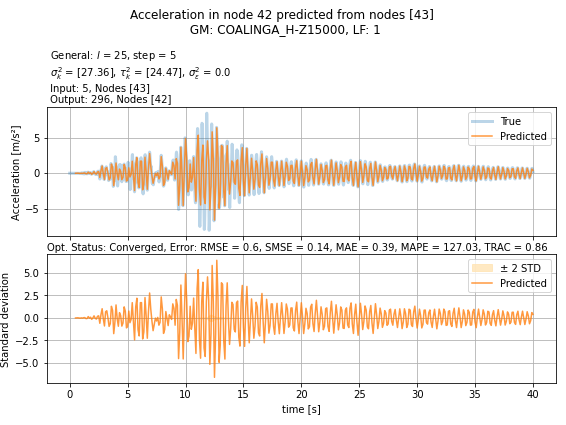 Acceleration in node 42 predicted from nodes [43]
GM: COALINGA_H-Z15000, LF: 1
General: l = 25, step = 5
σ²ₖ = [27.36], τ²ₖ = [24.47], σ²ₑ = 0.0
Input: 5, Nodes [43]
Output: 296, Nodes [42]
Acceleration [m/s²]
5
0
−5
True
Predicted
Opt. Status: Converged, Error: RMSE = 0.6, SMSE = 0.14, MAE = 0.39, MAPE = 127.03, TRAC = 0.86
Standard deviation
5.0
2.5
0.0
−2.5
−5.0
± 2 STD
Predicted
0 5 10 15 20 25 30 35 40
time [s]